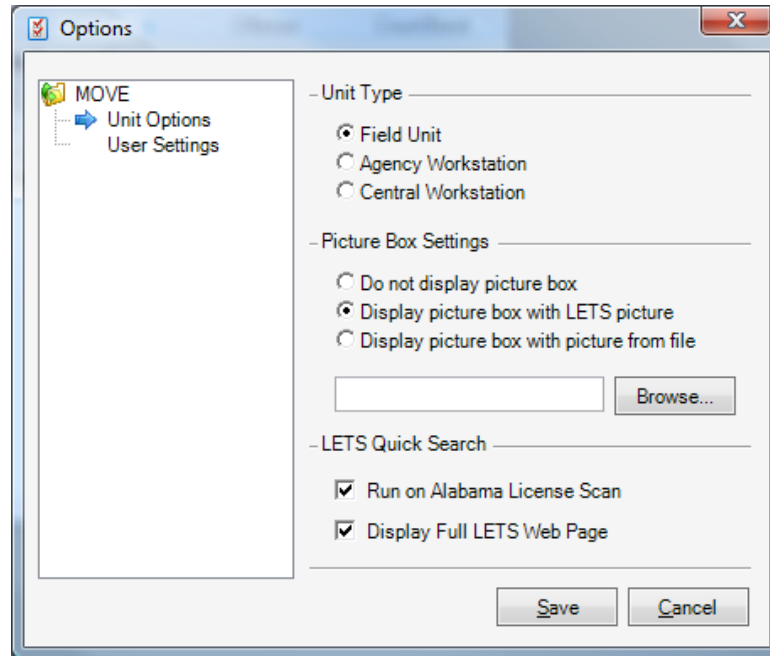 Options
MOVE
Unit Options
User Settings
Unit Type
Field Unit
Agency Workstation
Central Workstation
Picture Box Settings
Do not display picture box
Display picture box with LETS picture
Display picture box with picture from file
Browse...
LETS Quick Search
Run on Alabama License Scan
Display Full LETS Web Page
Save
Cancel